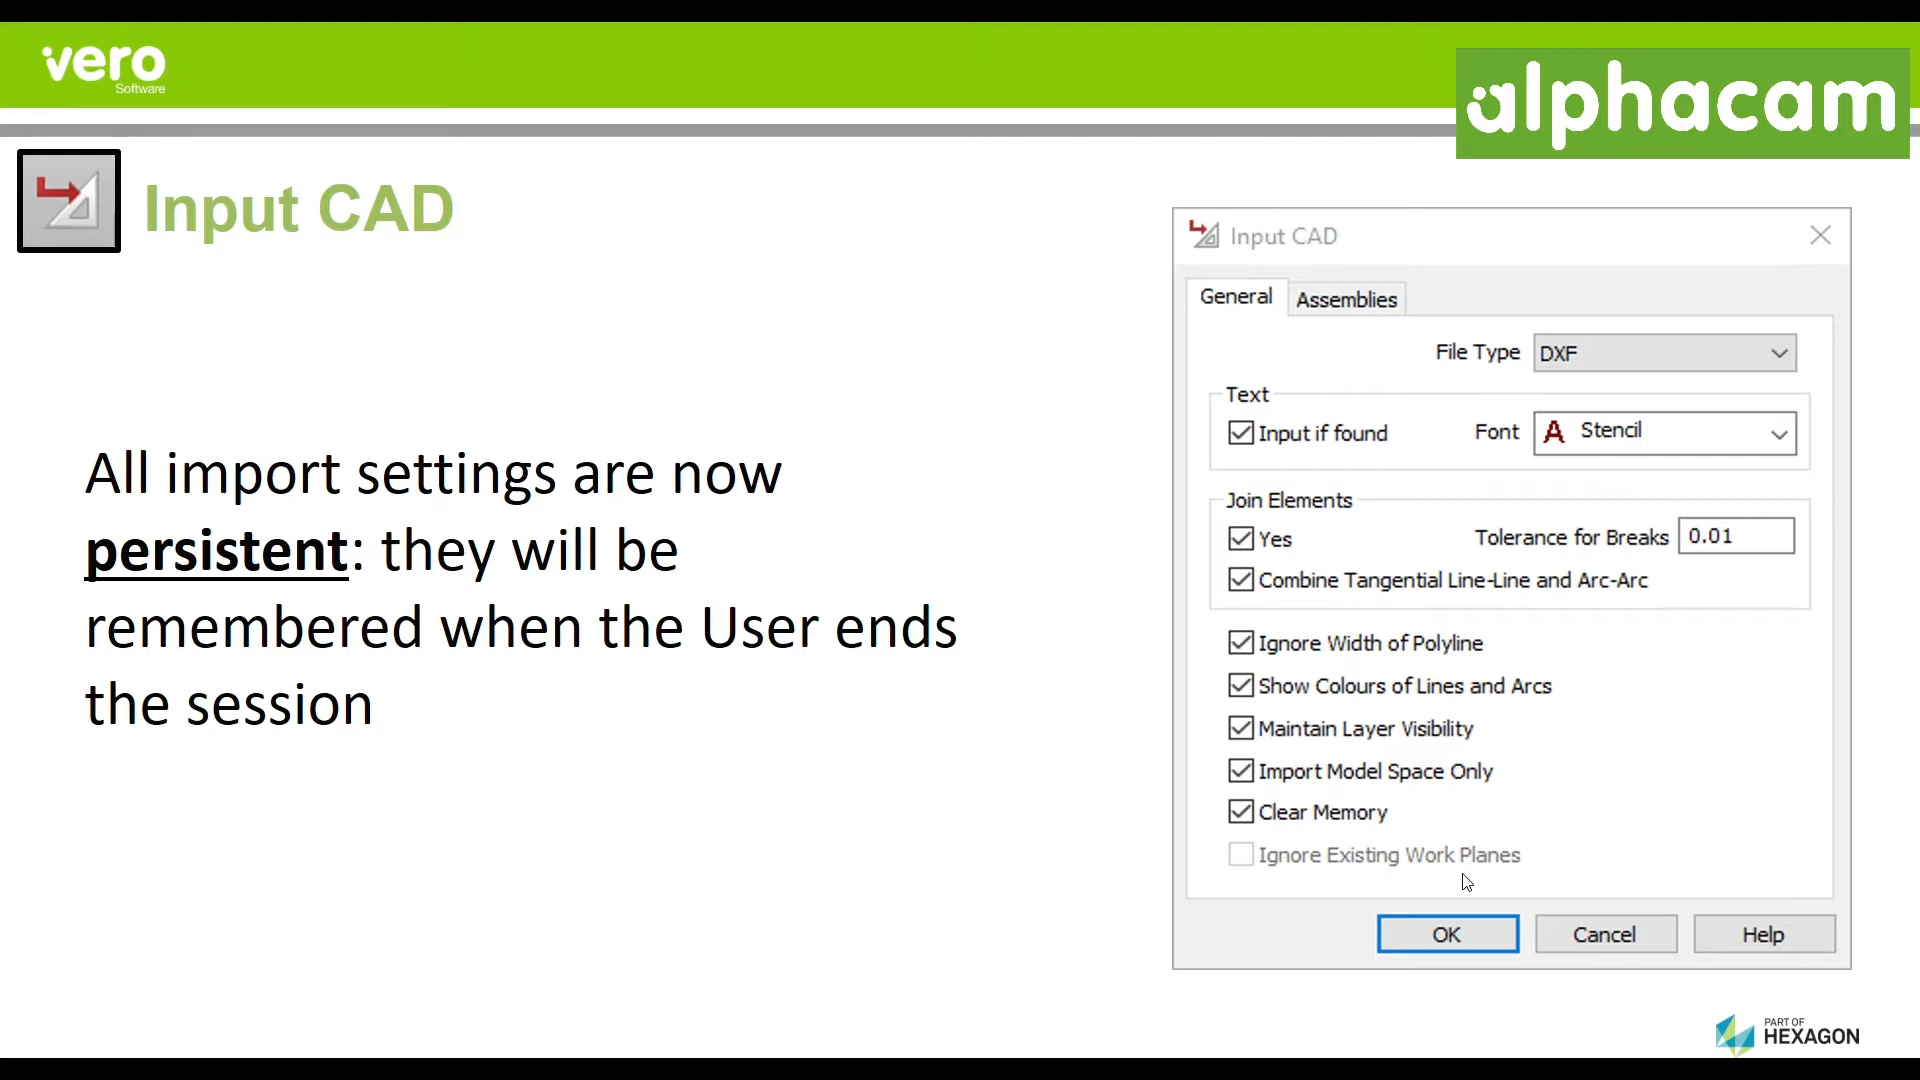 vero
Software
alphacam
Input CAD
All import settings are now
persistent: they will be
remembered when the User ends
the session
Input CAD
General
Assemblies
File Type
DXF
Text
Input if found
Font
A
Stencil
Join Elements
Yes
Tolerance for Breaks
0.01
Combine Tangential Line-Line and Arc-Arc
Ignore Width of Polyline
Show Colours of Lines and Arcs
Maintain Layer Visibility
Import Model Space Only
Clear Memory
Ignore Existing Work Planes
OK
Cancel
Help
PART OF
HEXAGON